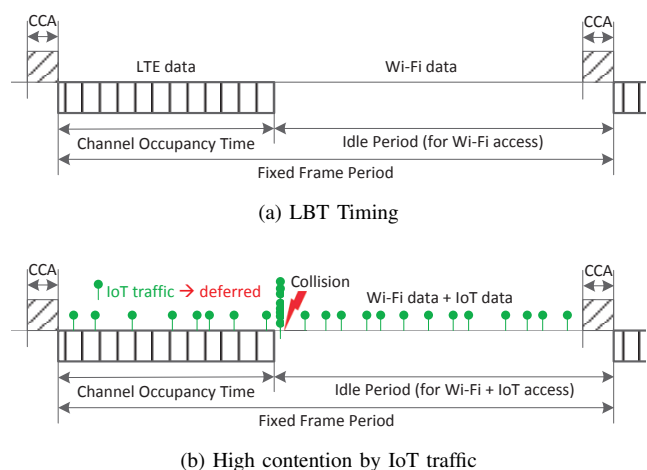 CCA
CCA
LTE data
Wi-Fi data
Channel Occupancy Time
Idle Period (for Wi-Fi access)
Fixed Frame Period
(a) LBT Timing
CCA
CCA
IoT traffic → deferred
Collision
Wi-Fi data + IoT data
Channel Occupancy Time
Idle Period (for Wi-Fi + IoT access)
Fixed Frame Period
(b) High contention by IoT traffic